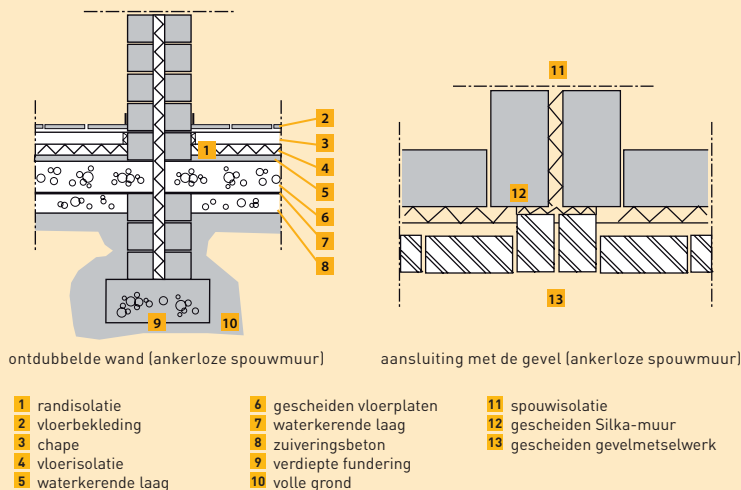 11
2
3
1
12
4
5
6
7
8
9
10
13
ontdubbelde wand (ankerloze spouwmuur)
aansluiting met de gevel (ankerloze spouwmuur)
1 randisolatie
2 vloerbekleding
3 chape
4 vloerisolatie
5 waterkerende laag
6 gescheiden vloerplaten
7 waterkerende laag
8 zuiveringsbeton
9 verdiepte fundering
10 volle grond
11 spouwisolatie
12 gescheiden Silka-muur
13 gescheiden gevelmetselwerk